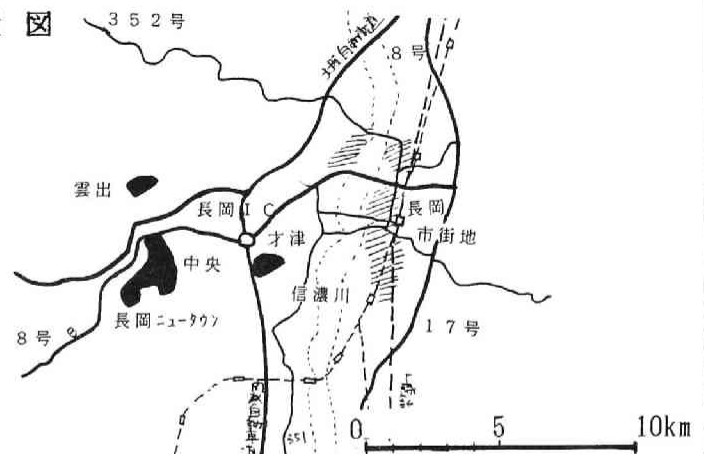 図
352号
8号
雲出
長岡IC
長岡
才津
市街地
中央
信濃川
長岡ニュータウン
17号
8号
351
0 5 10km